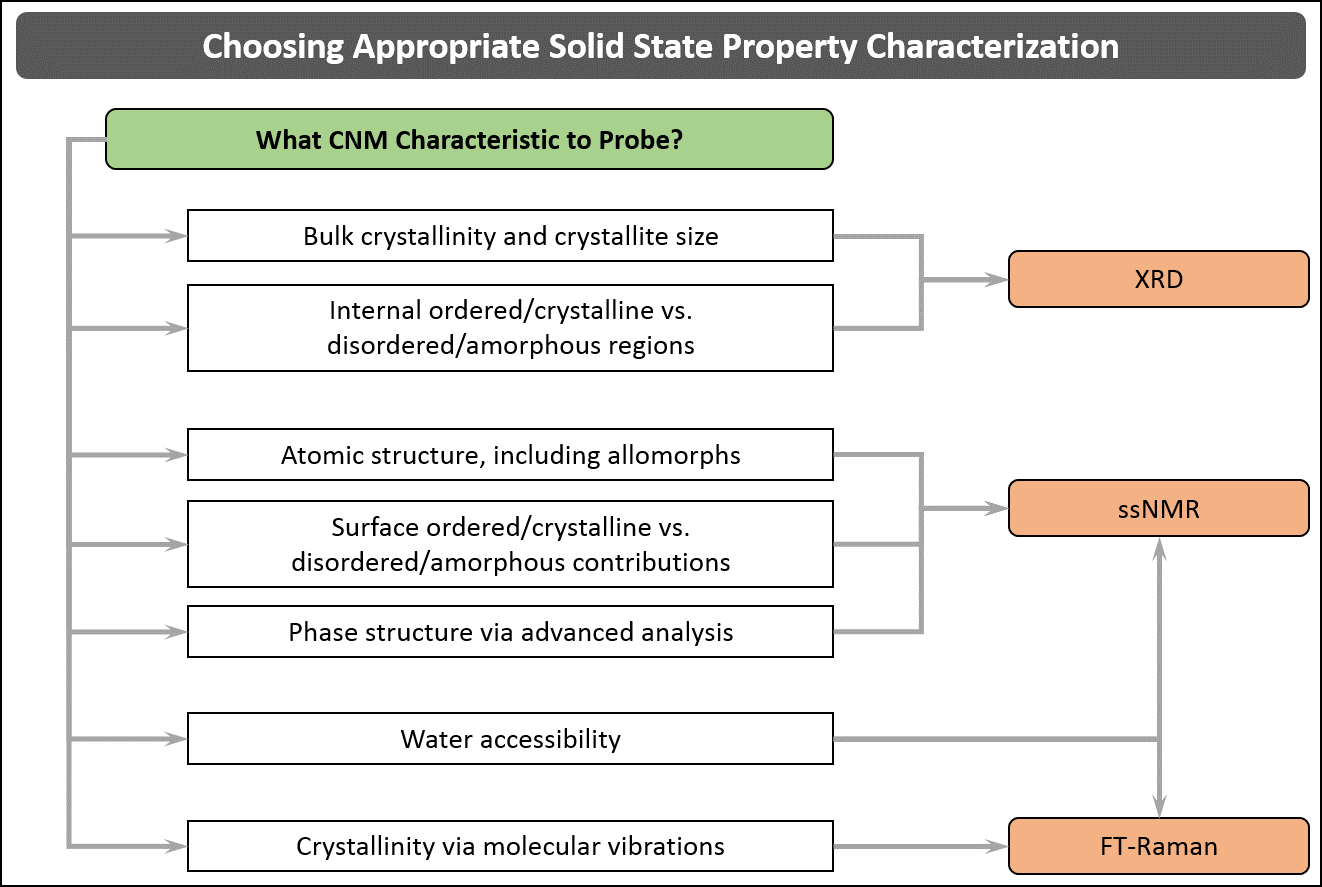 Choosing Appropriate Solid State Property Characterization
What CNM Characteristic to Probe?
Bulk crystallinity and crystallite size
XRD
Internal ordered/crystalline vs.
disordered/amorphous regions
Atomic structure, including allomorphs
ssNMR
Surface ordered/crystalline vs.
disordered/amorphous contributions
Phase structure via advanced analysis
Water accessibility
Crystallinity via molecular vibrations
FT-Raman